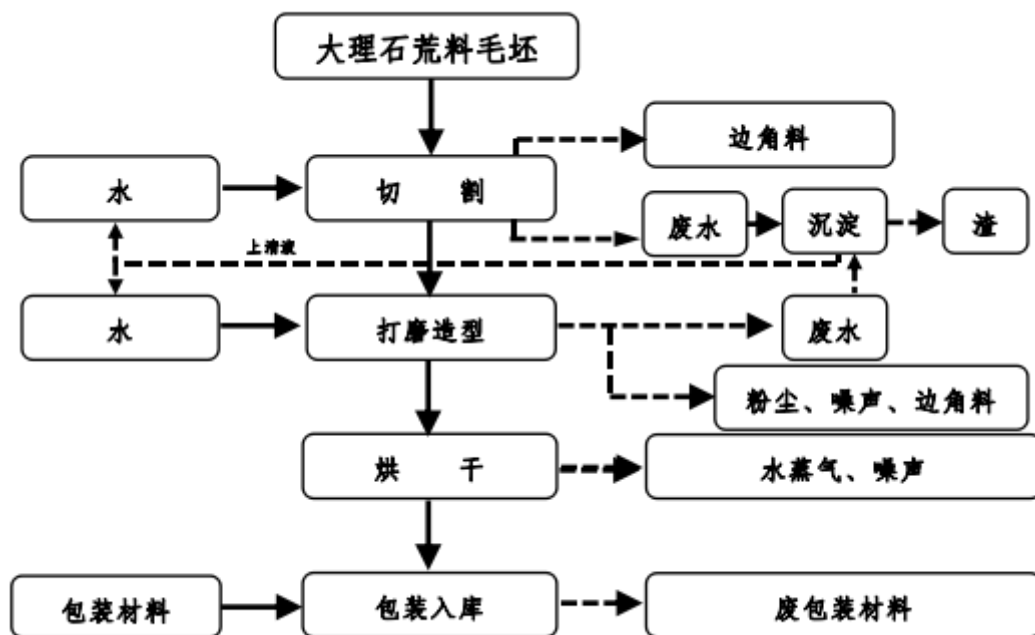 大理石荒料毛坯
边角料
水
切 割
废水
沉淀
渣
上清液
水
打磨造型
废水
粉尘、噪声、边角料
烘 干
水蒸气、噪声
包装材料
包装入库
废包装材料